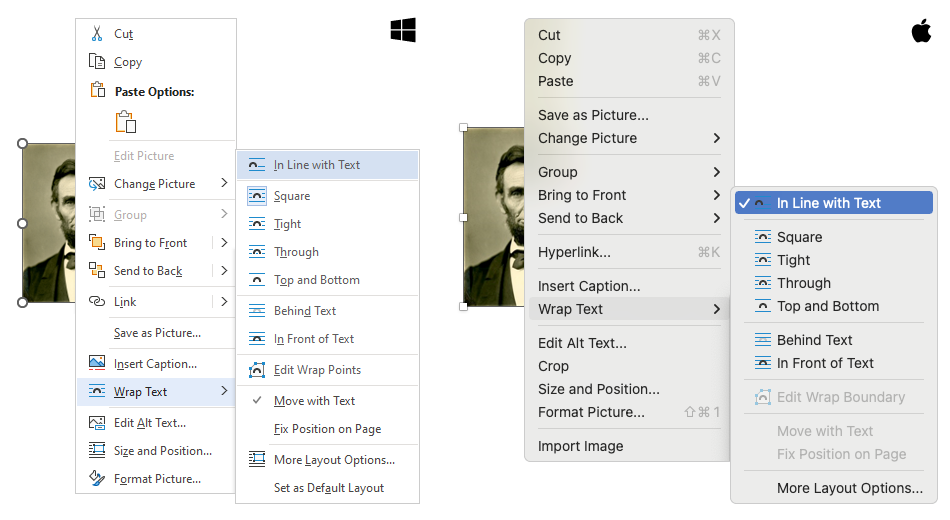 Cut
Copy
Paste Options:
Edit Picture
Change Picture
Group
Bring to Front
Send to Back
Link
Save as Picture...
Insert Caption...
Wrap Text
Edit Alt Text...
Size and Position...
Format Picture...
In Line with Text
Square
Tight
Through
Top and Bottom
Behind Text
In Front of Text
Edit Wrap Points
Move with Text
Fix Position on Page
More Layout Options...
Set as Default Layout
Cut ⌘X
Copy ⌘C
Paste ⌘V
Save as Picture...
Change Picture
Group
Bring to Front
Send to Back
Hyperlink... ⌘K
Insert Caption...
Wrap Text
Edit Alt Text...
Crop
Size and Position...
Format Picture... ⇧⌘1
Import Image
In Line with Text
Square
Tight
Through
Top and Bottom
Behind Text
In Front of Text
Edit Wrap Boundary
Move with Text
Fix Position on Page
More Layout Options...